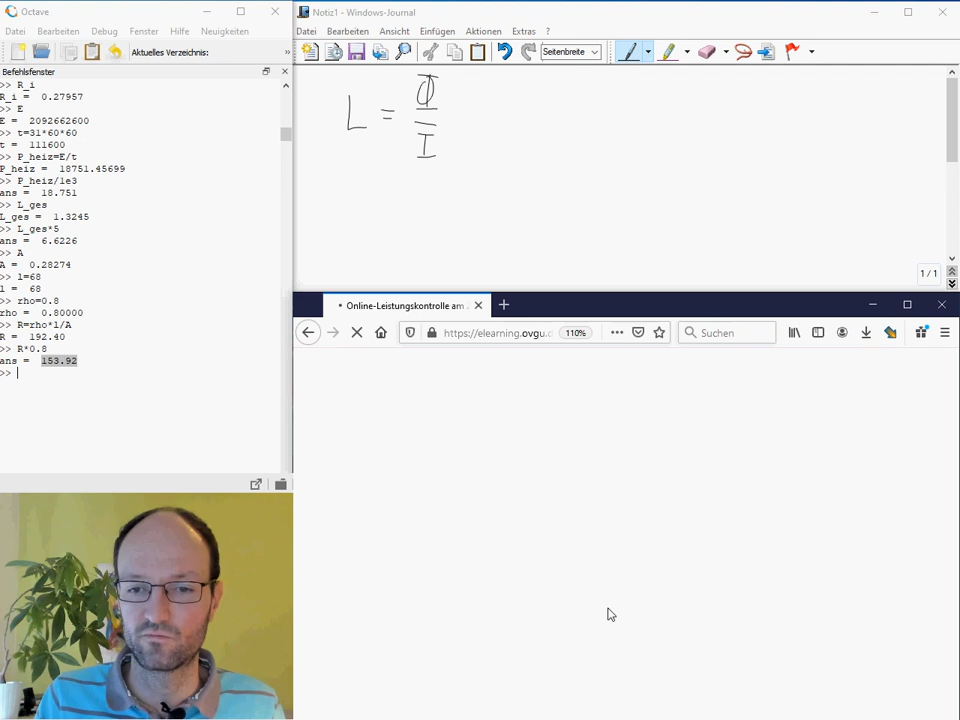 Octave
Datei Bearbeiten Debug Fenster Hilfe Neuigkeiten
Aktuelles Verzeichnis: »
Befehlsfenster
>> R_i
R_i = 0.27957
>> E
E = 2092662600
>> t=31*60*60
t = 111600
>> P_heiz=E/t
P_heiz = 18751.45699
>> P_heiz/1e3
ans = 18.751
>> L_ges
L_ges = 1.3245
>> L_ges*5
ans = 6.6226
>> A
A = 0.28274
>> l=68
l = 68
>> rho=0.8
rho = 0.80000
>> R=rho*l/A
R = 192.40
>> R*0.8
ans = 153.92
>>
Notiz1 - Windows-Journal
Datei Bearbeiten Ansicht Einfügen Aktionen Extras ?
Seitenbreite
L = Φ
I
1 / 1
Online-Leistungskontrolle am
https://elearning.ovgu.d
110%
Suchen